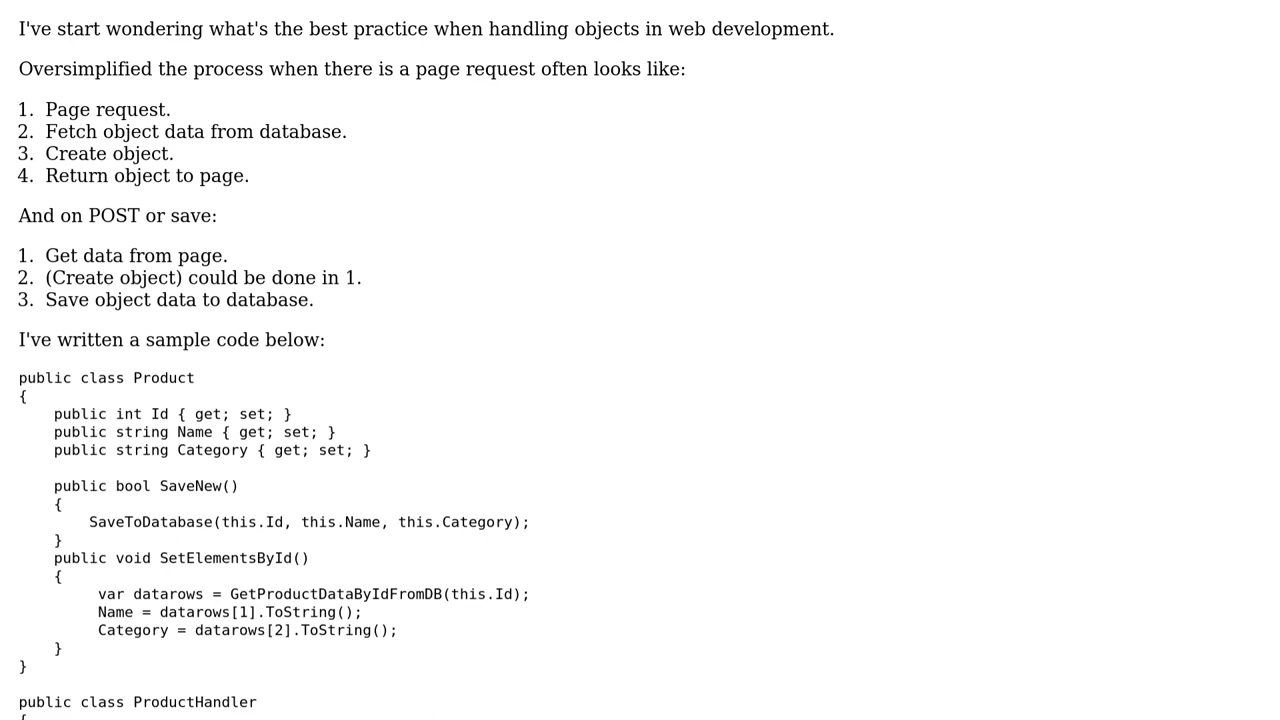 I've start wondering what's the best practice when handling objects in web development.
Oversimplified the process when there is a page request often looks like:
1. Page request.
2. Fetch object data from database.
3. Create object.
4. Return object to page.
And on POST or save:
1. Get data from page.
2. (Create object) could be done in 1.
3. Save object data to database.
I've written a sample code below:
public class Product
{
    public int Id { get; set; }
    public string Name { get; set; }
    public string Category { get; set; }
    public bool SaveNew()
    {
        SaveToDatabase(this.Id, this.Name, this.Category);
    }
    public void SetElementsById()
    {
         var datarows = GetProductDataByIdFromDB(this.Id);
         Name = datarows[1].ToString();
         Category = datarows[2].ToString();
    }
}
public class ProductHandler
{